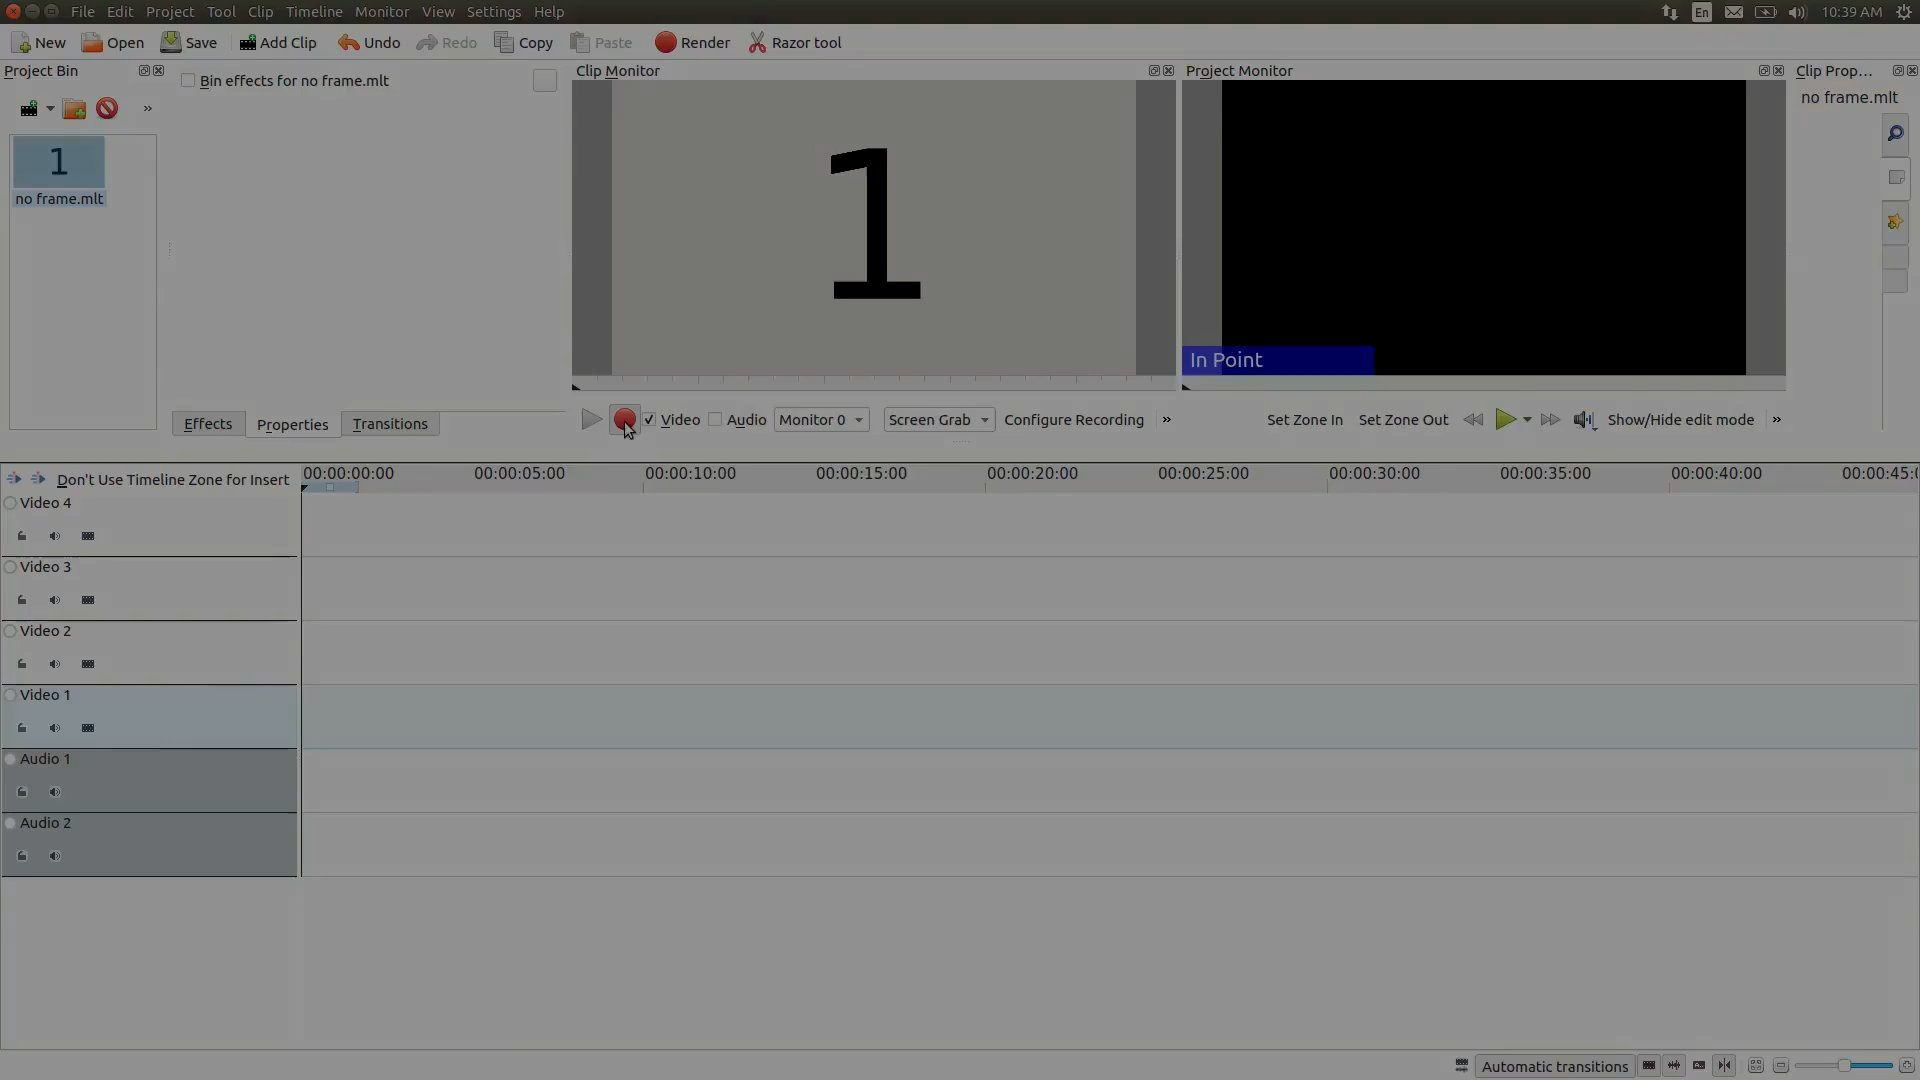 File Edit Project Tool Clip Timeline Monitor View Settings Help
En 10:39 AM
New Open Save Add Clip Undo Redo Copy Paste Render Razor tool
Project Bin
Bin effects for no frame.mlt
Clip Monitor
Project Monitor
Clip Prop...
no frame.mlt
»
1
no frame.mlt
1
In Point
Effects Properties Transitions
Video Audio Monitor 0 Screen Grab Configure Recording »
Set Zone In Set Zone Out Show/Hide edit mode »
Don't Use Timeline Zone for Insert
00:00:00:00 00:00:05:00 00:00:10:00 00:00:15:00 00:00:20:00 00:00:25:00 00:00:30:00 00:00:35:00 00:00:40:00 00:00:45:0
Video 4
Video 3
Video 2
Video 1
Audio 1
Audio 2
Automatic transitions